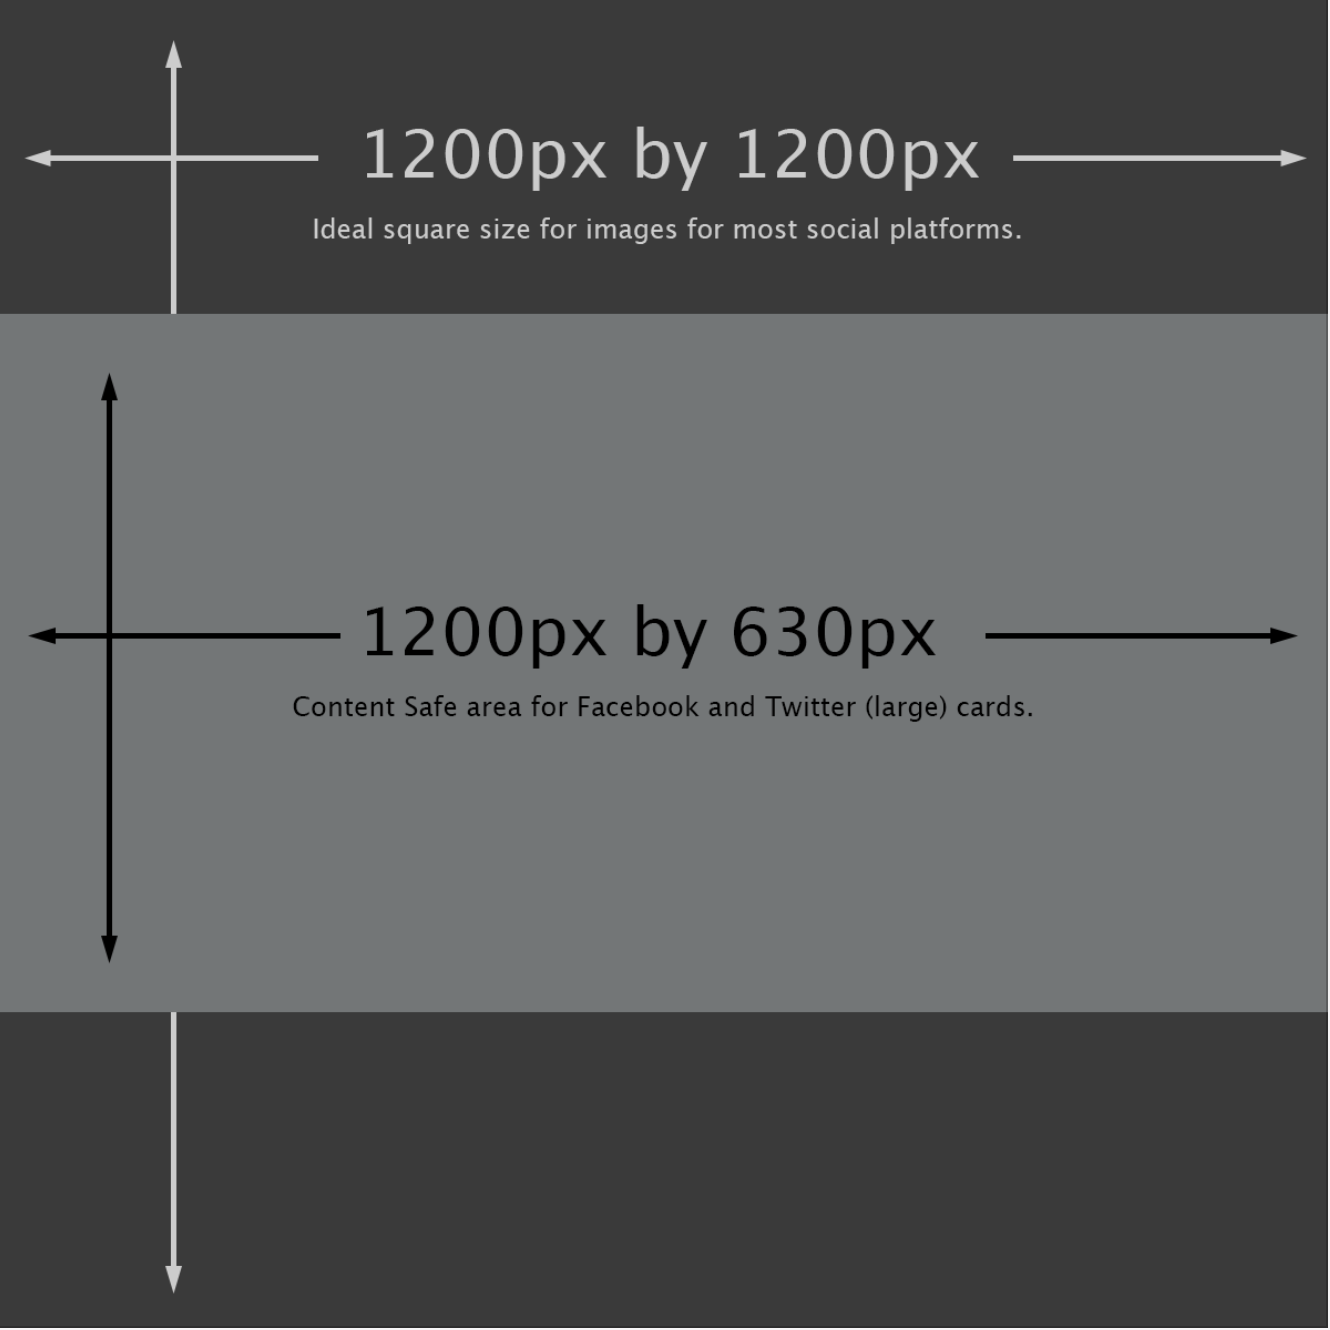 1200px by 1200px
Ideal square size for images for most social platforms.
1200px by 630px
Content Safe area for Facebook and Twitter (large) cards.